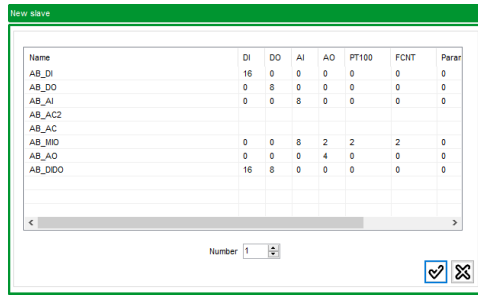 New slave
Name DI DO AI AO PT100 FCNT Parar
AB_DI 16 0 0 0 0 0 0
AB_DO 0 8 0 0 0 0 0
AB_AI 0 0 8 0 0 0 0
AB_AC2
AB_AC
AB_MIO 0 0 8 2 2 2 0
AB_AO 0 0 0 4 0 0 0
AB_DIDO 16 8 0 0 0 0 0
Number 1